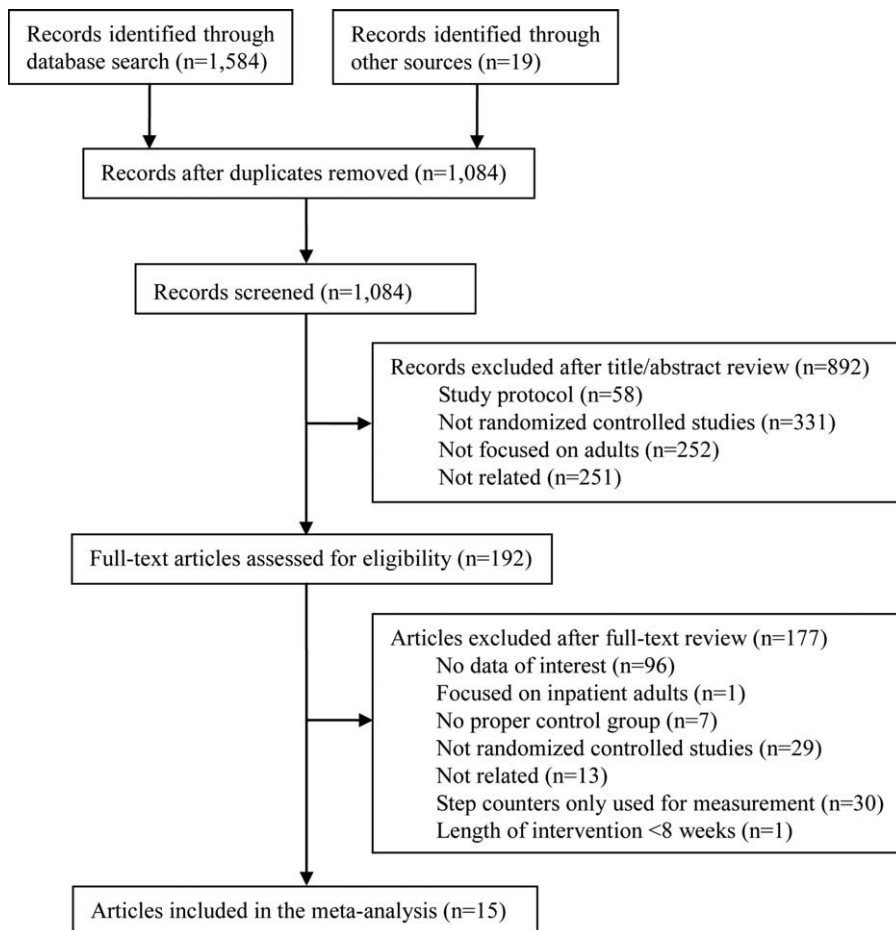 Records identified through
database search (n=1,584)
Records identified through
other sources (n=19)
Records after duplicates removed (n=1,084)
Records screened (n=1,084)
Records excluded after title/abstract review (n=892)
Study protocol (n=58)
Not randomized controlled studies (n=331)
Not focused on adults (n=252)
Not related (n=251)
Full-text articles assessed for eligibility (n=192)
Articles excluded after full-text review (n=177)
No data of interest (n=96)
Focused on inpatient adults (n=1)
No proper control group (n=7)
Not randomized controlled studies (n=29)
Not related (n=13)
Step counters only used for measurement (n=30)
Length of intervention <8 weeks (n=1)
Articles included in the meta-analysis (n=15)